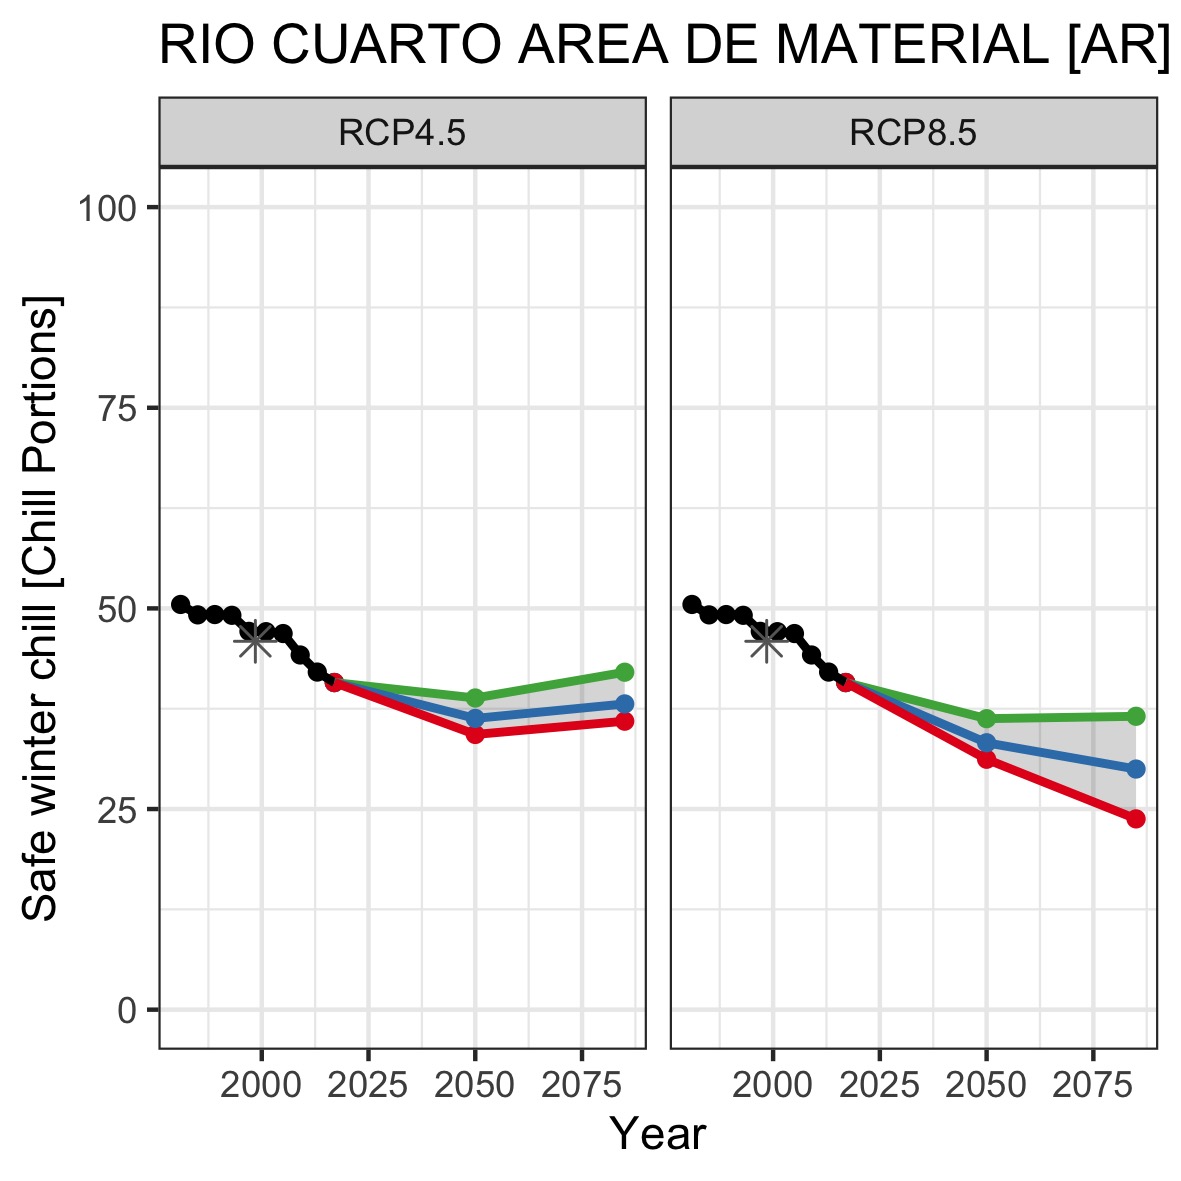 RIO CUARTO AREA DE MATERIAL [AR]
RCP4.5 RCP8.5
Safe winter chill [Chill Portions]
100
75
50
25
0
2000 2025 2050 2075 2000 2025 2050 2075
Year